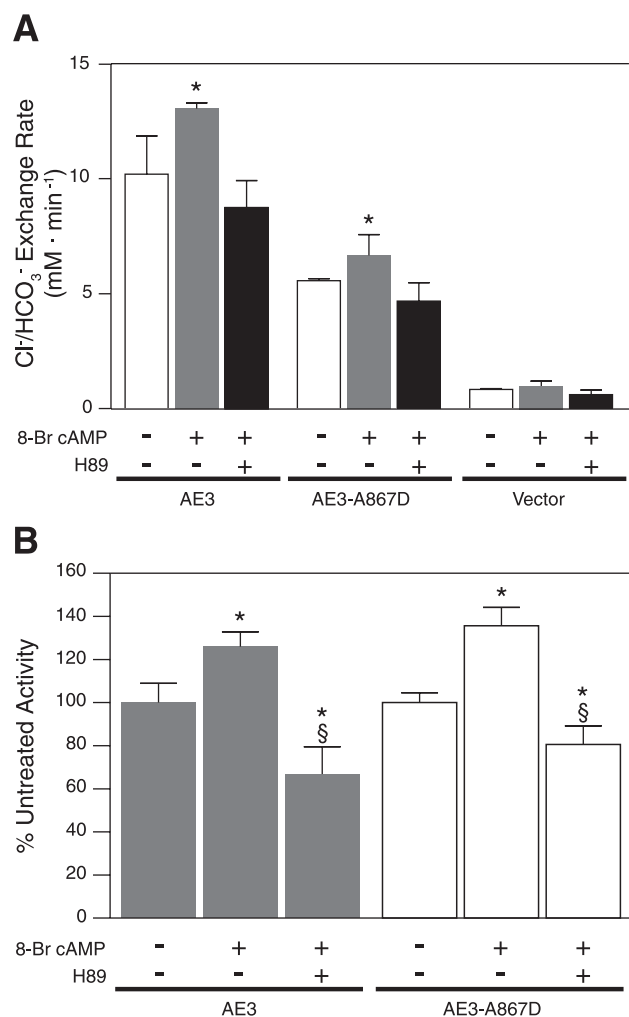 A
15
10
5
0
Cl-/HCO3- Exchange Rate
(mM · min-1)
*
*
8-Br cAMP - + + - + + - + +
H89 - - + - - + - - +
AE3 AE3-A867D Vector
B
160
140
120
100
80
60
40
20
0
% Untreated Activity
*
*
§
*
*
§
8-Br cAMP - + + - + +
H89 - - + - - +
AE3 AE3-A867D